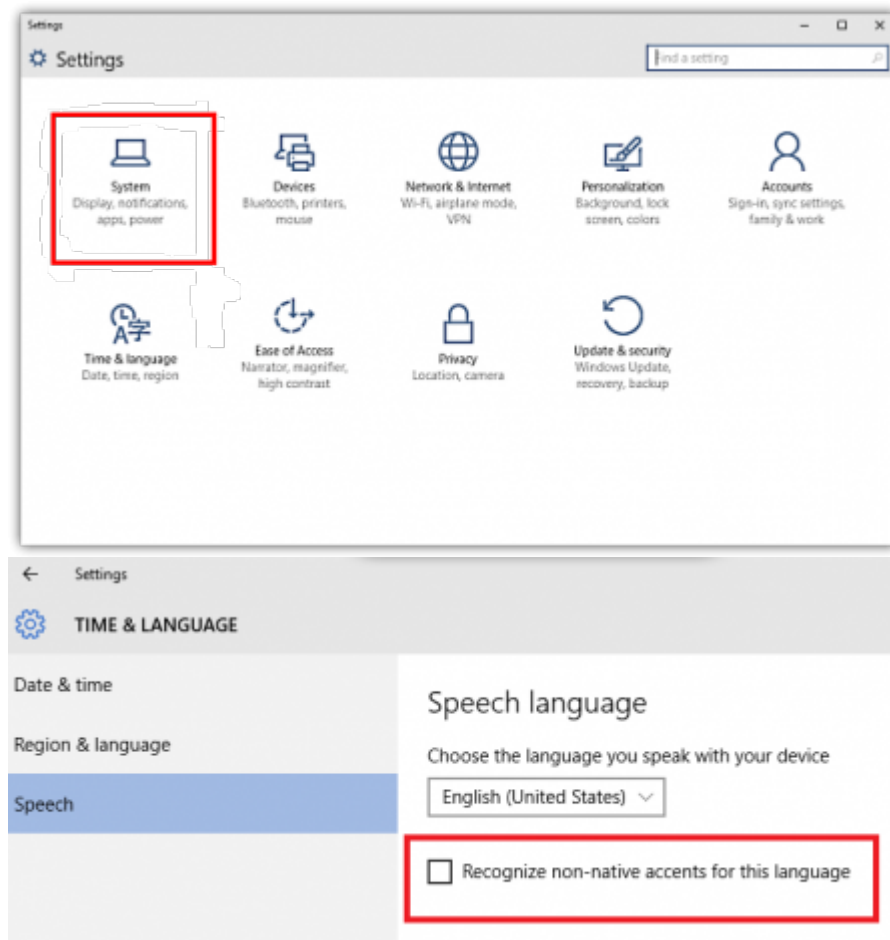 Settings
Settings
Find a setting
System
Display, notifications,
apps, power
Devices
Bluetooth, printers,
mouse
Network & Internet
Wi-Fi, airplane mode,
VPN
Personalization
Background, lock
screen, colors
Accounts
Sign-in, sync settings,
family & work
A字
Time & language
Date, time, region
Ease of Access
Narrator, magnifier,
high contrast
Privacy
Location, camera
Update & security
Windows Update,
recovery, backup
Settings
TIME & LANGUAGE
Date & time
Region & language
Speech
Speech language
Choose the language you speak with your device
English (United States)
Recognize non-native accents for this language